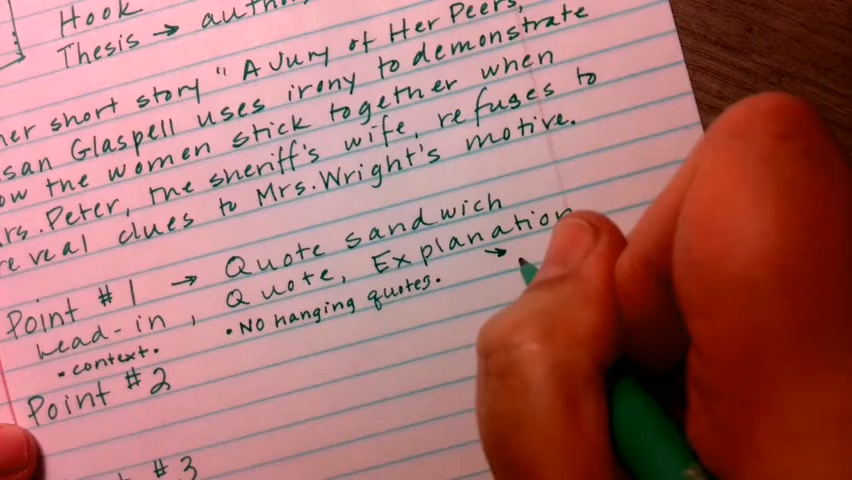 Hook
Thesis → author,
her short story "A Jury of Her Peers,
san Glaspell uses irony to demonstrate
ow the women stick together when
rs. Peter, the sheriff's wife, refuses to
reveal clues to Mrs. Wright's motive.
Point #1 → Quote sandwich
head-in, Quote, Explanation
• context. • No hanging quotes. →
Point #2
#3